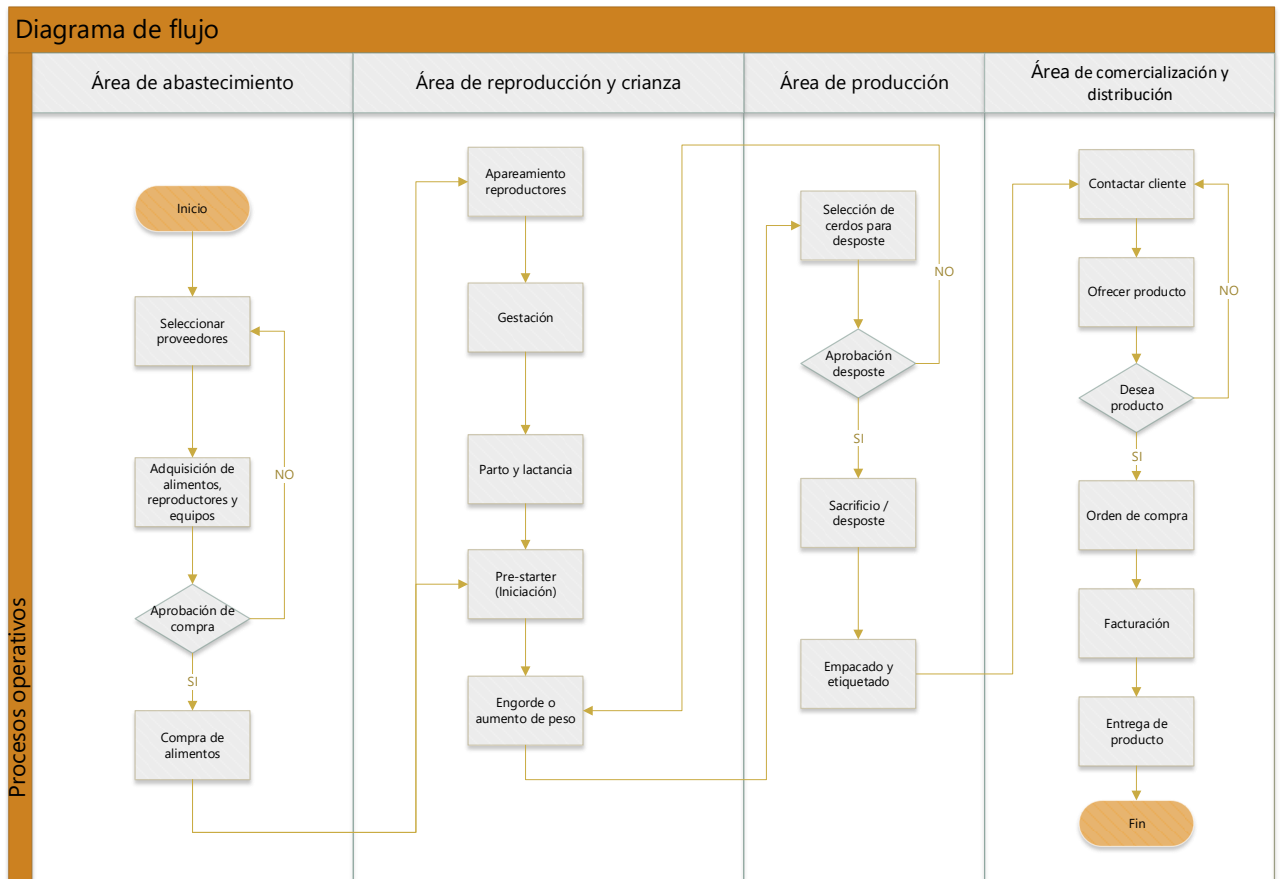 Diagrama de flujo
Procesos operativos
Área de abastecimiento
Área de reproducción y crianza
Área de producción
Área de comercialización y
distribución
Inicio
Seleccionar
proveedores
Adquisición de
alimentos,
reproductores y
equipos
NO
Aprobación de
compra
SI
Compra de
alimentos
Apareamiento
reproductores
Gestación
Parto y lactancia
Pre-starter
(Iniciación)
Engorde o
aumento de peso
Selección de
cerdos para
desposte
NO
Aprobación
desposte
SI
Sacrificio /
desposte
Empacado y
etiquetado
Contactar cliente
Ofrecer producto
NO
Desea
producto
SI
Orden de compra
Facturación
Entrega de
producto
Fin